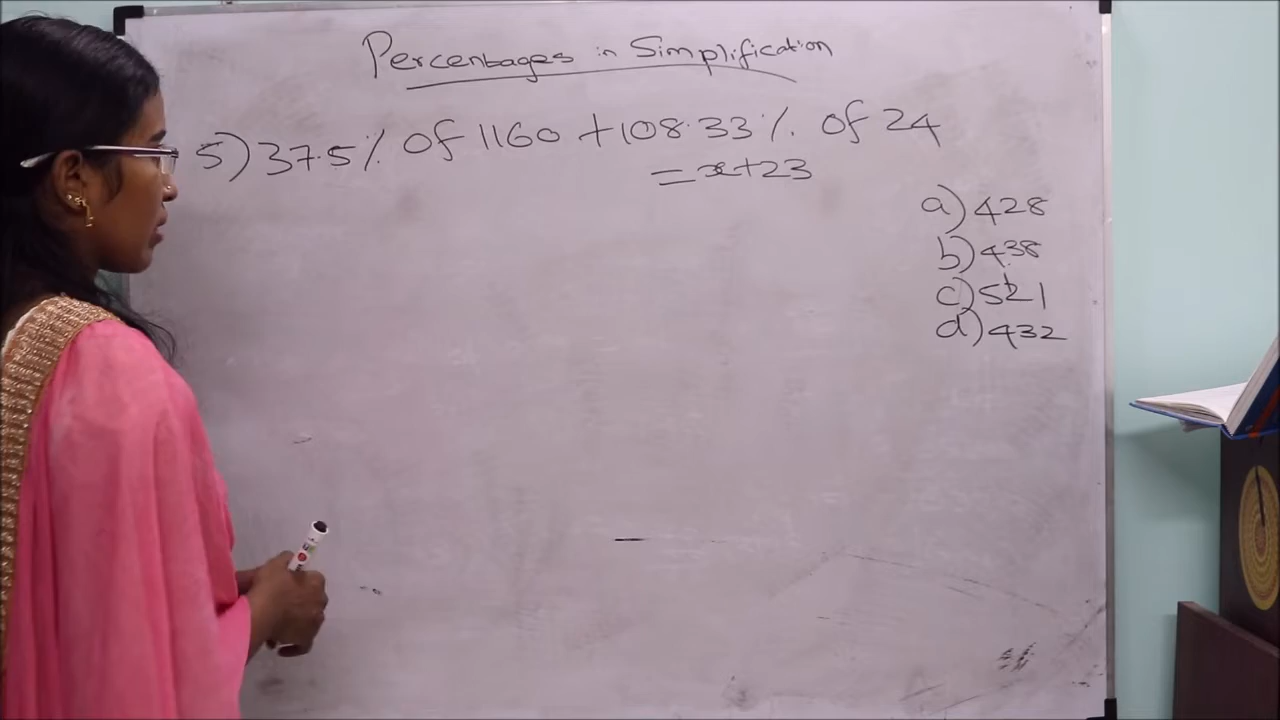 Percentages in Simplification
5) 37.5% of 1160 + 108.33% of 24
= x+23
a) 428
b) 438
c) 521
d) 432